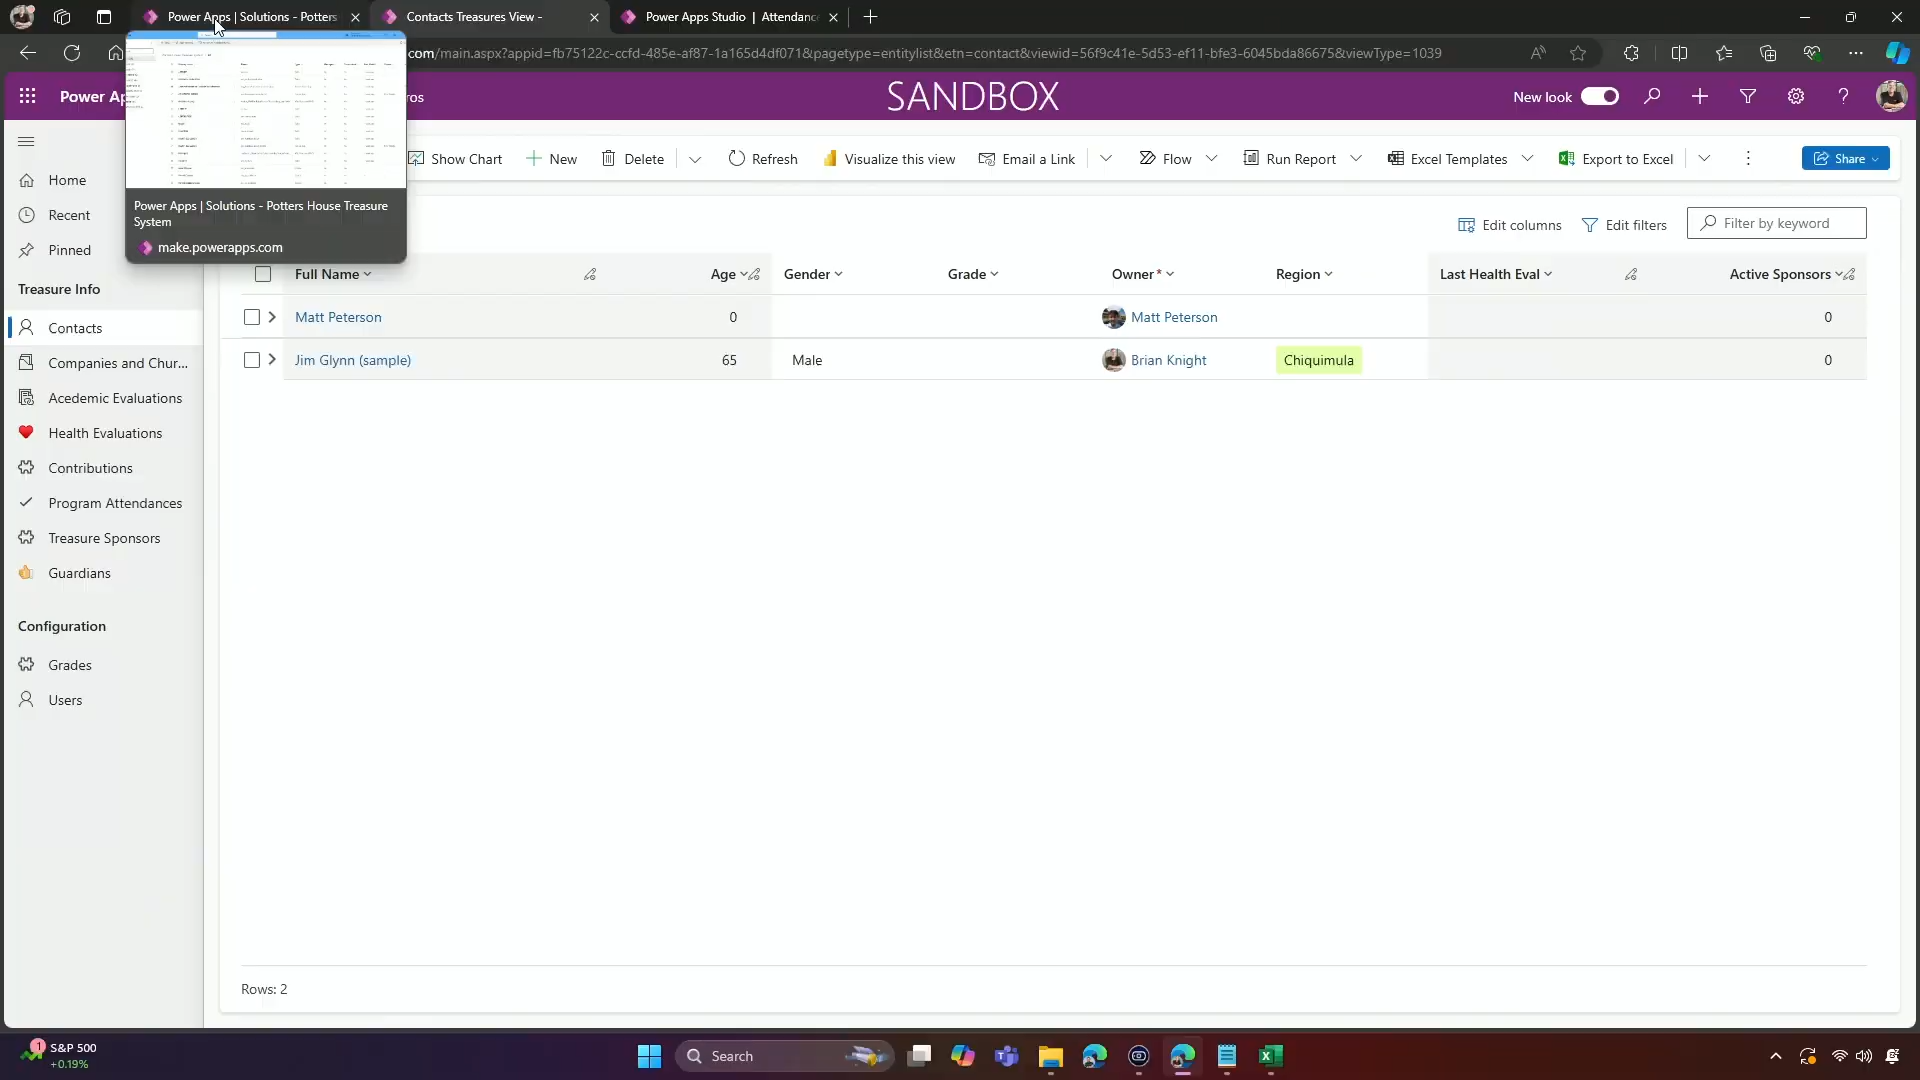 Power Apps | Solutions - Potters
Contacts Treasures View -
Power Apps Studio | Attendanc
com/main.aspx?appid=fb75122c-ccfd-485e-af87-1a165d4df071&pagetype=entitylist&etn=contact&viewid=56f9c41e-5d53-ef11-bfe3-6045bda86675&viewType=1039
Power Ap
ros
SANDBOX
New look
Show Chart
New
Delete
Refresh
Visualize this view
Email a Link
Flow
Run Report
Excel Templates
Export to Excel
Share
Power Apps | Solutions - Potters House Treasure
System
make.powerapps.com
Home
Recent
Pinned
Treasure Info
Contacts
Companies and Chur...
Acedemic Evaluations
Health Evaluations
Contributions
Program Attendances
Treasure Sponsors
Guardians
Configuration
Grades
Users
Edit columns
Edit filters
Filter by keyword
Full Name
Age
Gender
Grade
Owner*
Region
Last Health Eval
Active Sponsors
Matt Peterson 0 Matt Peterson 0
Jim Glynn (sample) 65 Male Brian Knight Chiquimula 0
Rows: 2
1
S&P 500
+0.19%
Search